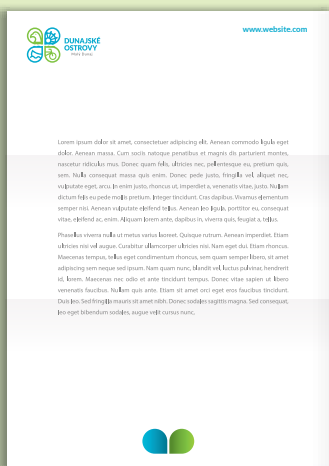 www.website.com
DUNAJSKÉ
OSTROVY
Lorem ipsum dolor sit amet, consectetuer adipiscing elit. Aenean commodo ligula eget
dolor. Aenean massa. Cum sociis natoque penatibus et magnis dis parturient montes,
nascetur ridiculus mus. Donec quam felis, ultricies nec, pellentesque eu, pretium quis,
sem. Nulla consequat massa quis enim. Donec pede justo, fringilla vel, aliquet nec,
vulputate eget, arcu. In enim justo, rhoncus ut, imperdiet a, venenatis vitae, justo. Nullam
dictum felis eu pede mollis pretium. Integer tincidunt. Cras dapibus. Vivamus elementum
semper nisi. Aenean vulputate eleifend tellus. Aenean leo ligula, porttitor eu, consequat
vitae, eleifend ac, enim. Aliquam lorem ante, dapibus in, viverra quis, feugiat a, tellus.
Phasellus viverra nulla ut metus varius laoreet. Quisque rutrum. Aenean imperdiet. Etiam
ultricies nisi vel augue. Curabitur ullamcorper ultricies nisi. Nam eget dui. Etiam rhoncus.
Maecenas tempus, tellus eget condimentum rhoncus, sem quam semper libero, sit amet
adipiscing sem neque sed ipsum. Nam quam nunc, blandit vel, luctus pulvinar, hendrerit
id, lorem. Maecenas nec odio et ante tincidunt tempus. Donec vitae sapien ut libero
venenatis faucibus. Nullam quis ante. Etiam sit amet orci eget eros faucibus tincidunt.
Duis leo. Sed fringilla mauris sit amet nibh. Donec sodales sagittis magna. Sed consequat,
leo eget bibendum sodales, augue velit cursus nunc,